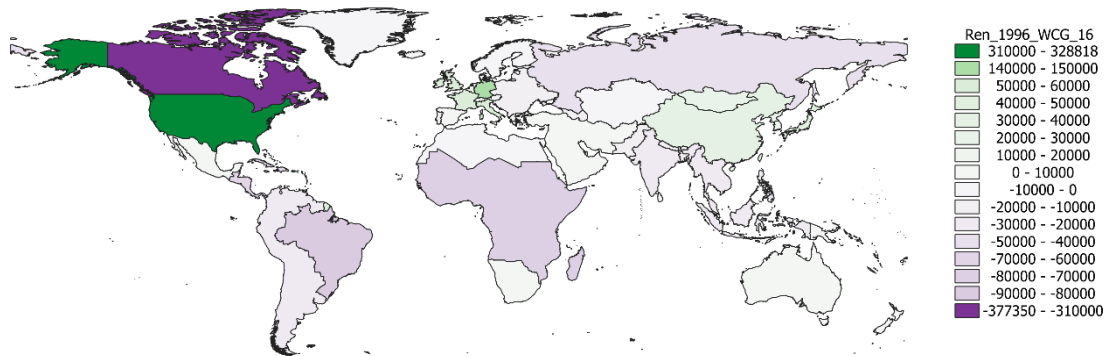 Ren_1996_WCG_16
310000 - 328818
140000 - 150000
50000 - 60000
40000 - 50000
30000 - 40000
20000 - 30000
10000 - 20000
0 - 10000
-10000 - 0
-20000 - -10000
-30000 - -20000
-50000 - -40000
-70000 - -60000
-80000 - -70000
-90000 - -80000
-377350 - -310000